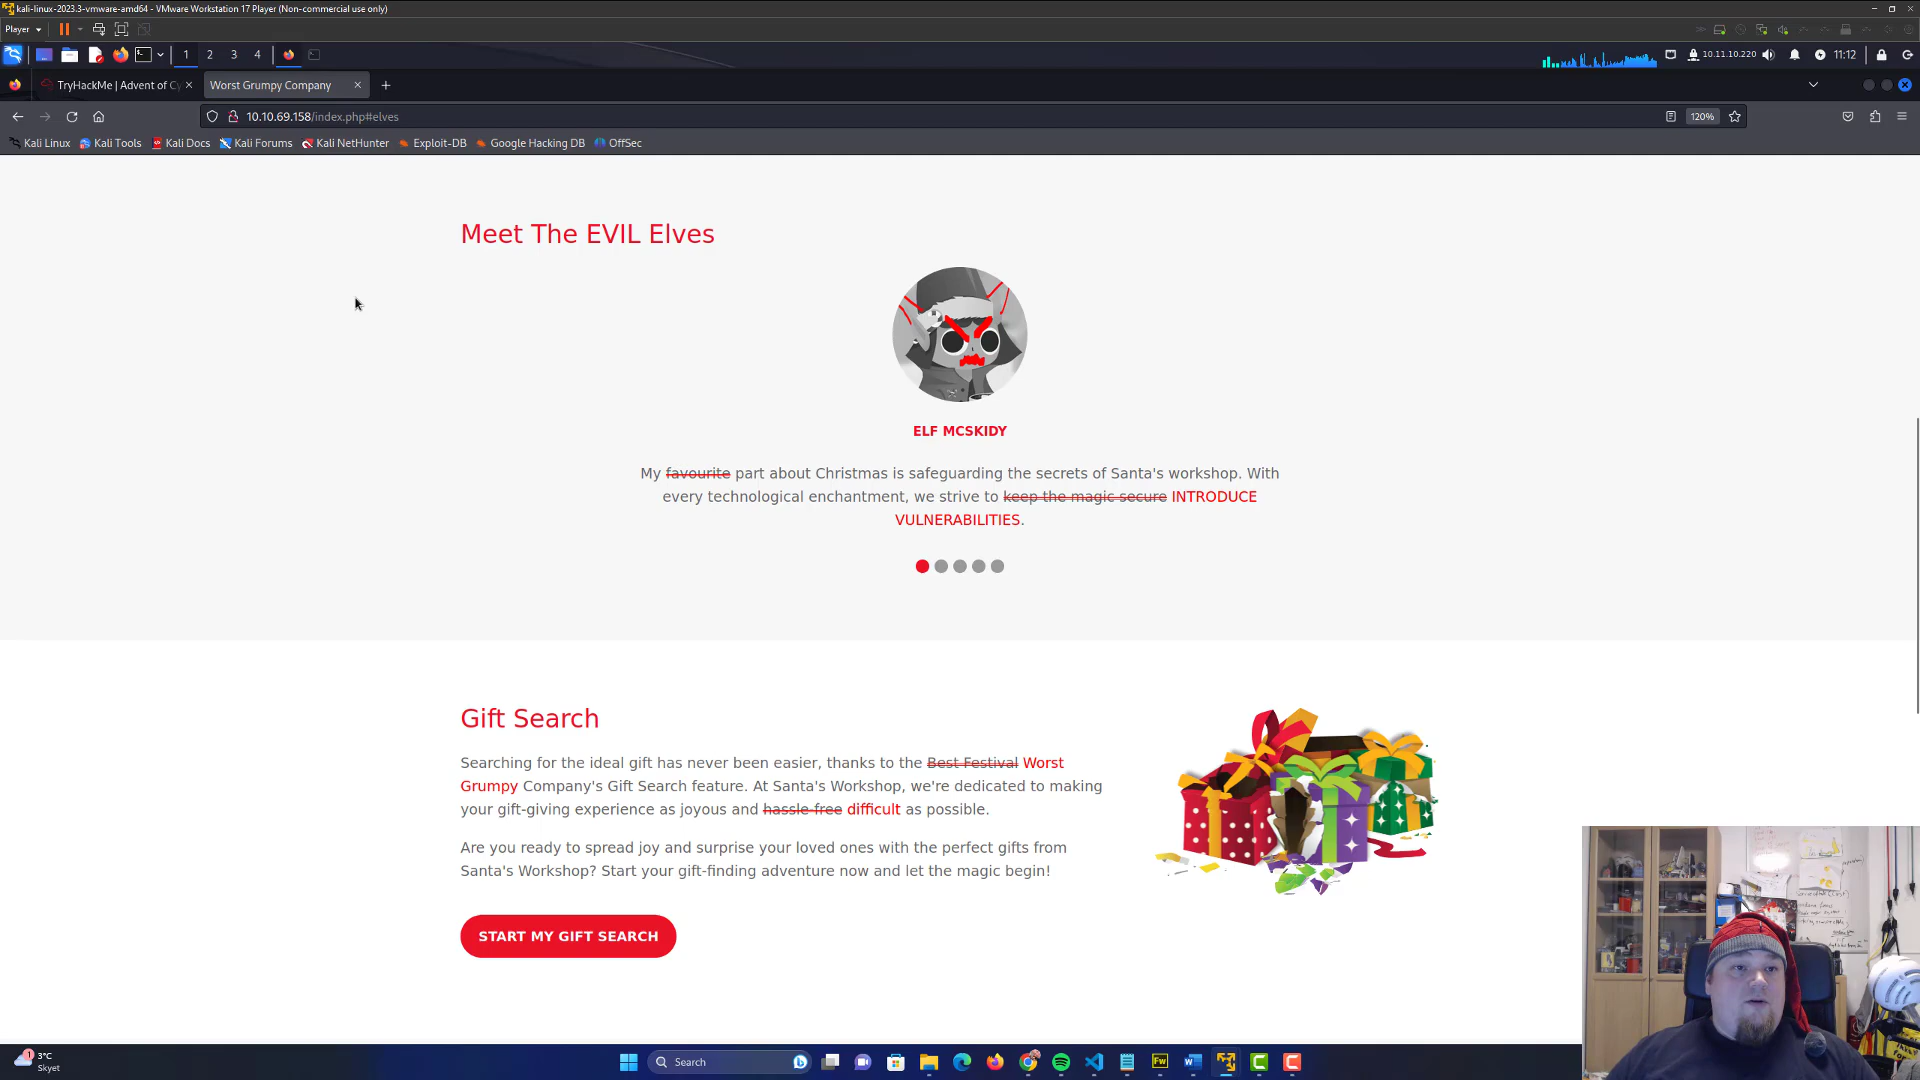 kali-linux-2023.3-vmware-amd64 - VMware Workstation 17 Player (Non-commercial use only)
Player
1 2 3 4
10.11.10.220 11:12
TryHackMe | Advent of Cy
Worst Grumpy Company
10.10.69.158/index.php#elves
120%
Kali Linux Kali Tools Kali Docs Kali Forums Kali NetHunter Exploit-DB Google Hacking DB OffSec
Meet The EVIL Elves
ELF MCSKIDY
My favourite part about Christmas is safeguarding the secrets of Santa's workshop. With
every technological enchantment, we strive to keep the magic secure INTRODUCE
VULNERABILITIES.
Gift Search
Searching for the ideal gift has never been easier, thanks to the Best Festival Worst
Grumpy Company's Gift Search feature. At Santa's Workshop, we're dedicated to making
your gift-giving experience as joyous and hassle-free difficult as possible.
Are you ready to spread joy and surprise your loved ones with the perfect gifts from
Santa's Workshop? Start your gift-finding adventure now and let the magic begin!
START MY GIFT SEARCH
1
3°C
Skyet
Search
Fw